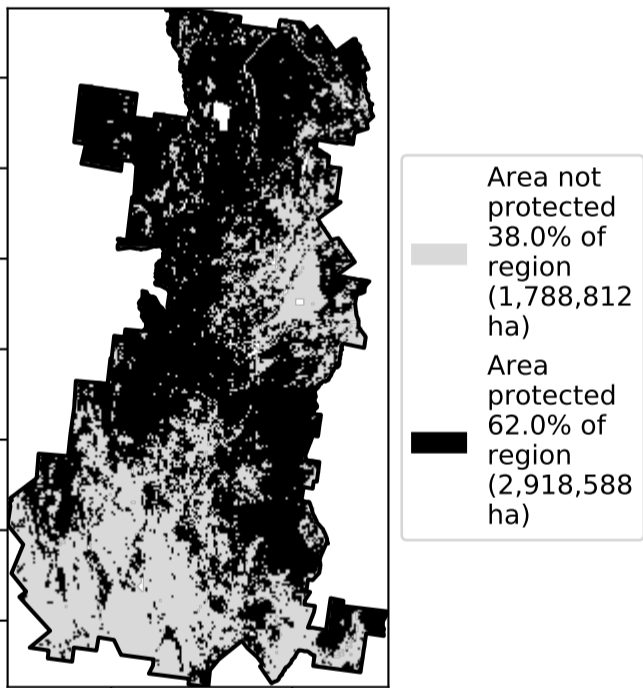 Area not
protected
38.0% of
region
(1,788,812
ha)
Area
protected
62.0% of
region
(2,918,588
ha)